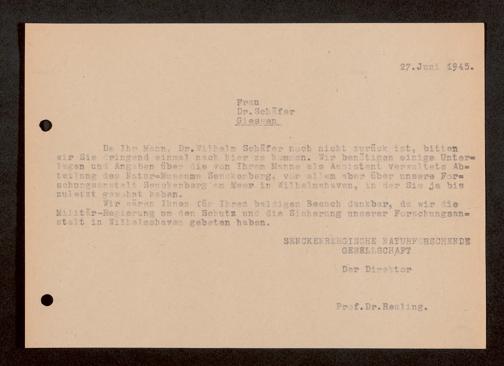 27.Juni 1945.
Frau
Dr.Schäfer
Giessen
Da Ihr Mann, Dr.Wilhelm Schäfer noch nicht zurück ist, bitten
wir Sie dringend einmal nach hier zu kommen. Wir benötigen einige Unter=
lagen und Angaben über die von Ihrem Manne als Assistent verwaltete Ab=
teilung des Natur-Museums Senckenberg, vor allem aber über unsere For=
schungsanstalt Senckenberg am Meer in Wilhelmshaven, in der Sie ja bis
zuletzt gewohnt haben.
Wir wären Ihnen für Ihren baldigen Besuch dankbar, da wir die
Militär-Regierung um den Schutz und die Sicherung unserer Forschungsan=
stalt in Wilhelmshaven gebeten haben.
SENCKENBERGISCHE NATURFORSCHENDE
GESELLSCHAFT
Der Direktor
Prof.Dr.